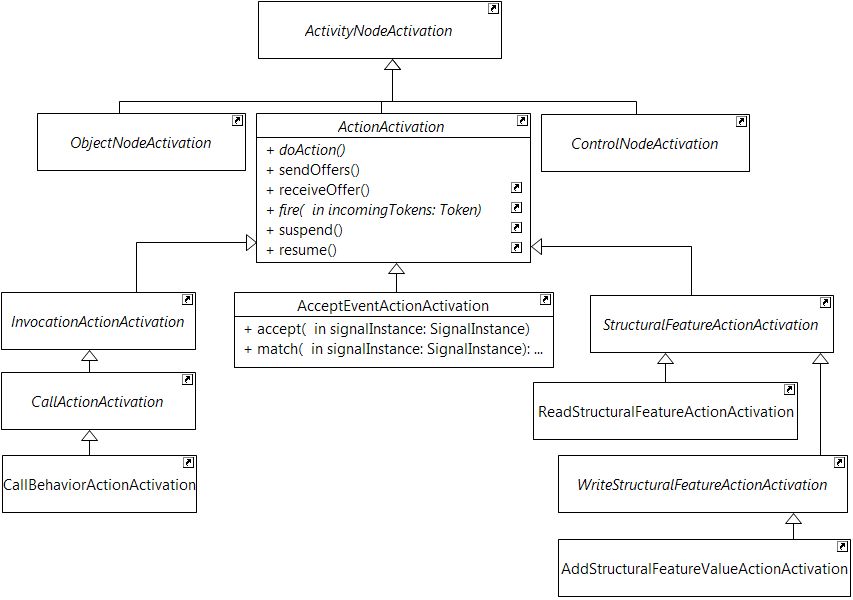 ActivityNodeActivation
ObjectNodeActivation
ActionActivation
+ doAction()
+ sendOffers()
+ receiveOffer()
+ fire(  in incomingTokens: Token)
+ suspend()
+ resume()
ControlNodeActivation
InvocationActionActivation
AcceptEventActionActivation
+ accept(  in signalInstance: SignalInstance)
+ match(  in signalInstance: SignalInstance): ...
StructuralFeatureActionActivation
CallActionActivation
ReadStructuralFeatureActionActivation
CallBehaviorActionActivation
WriteStructuralFeatureActionActivation
AddStructuralFeatureValueActionActivation